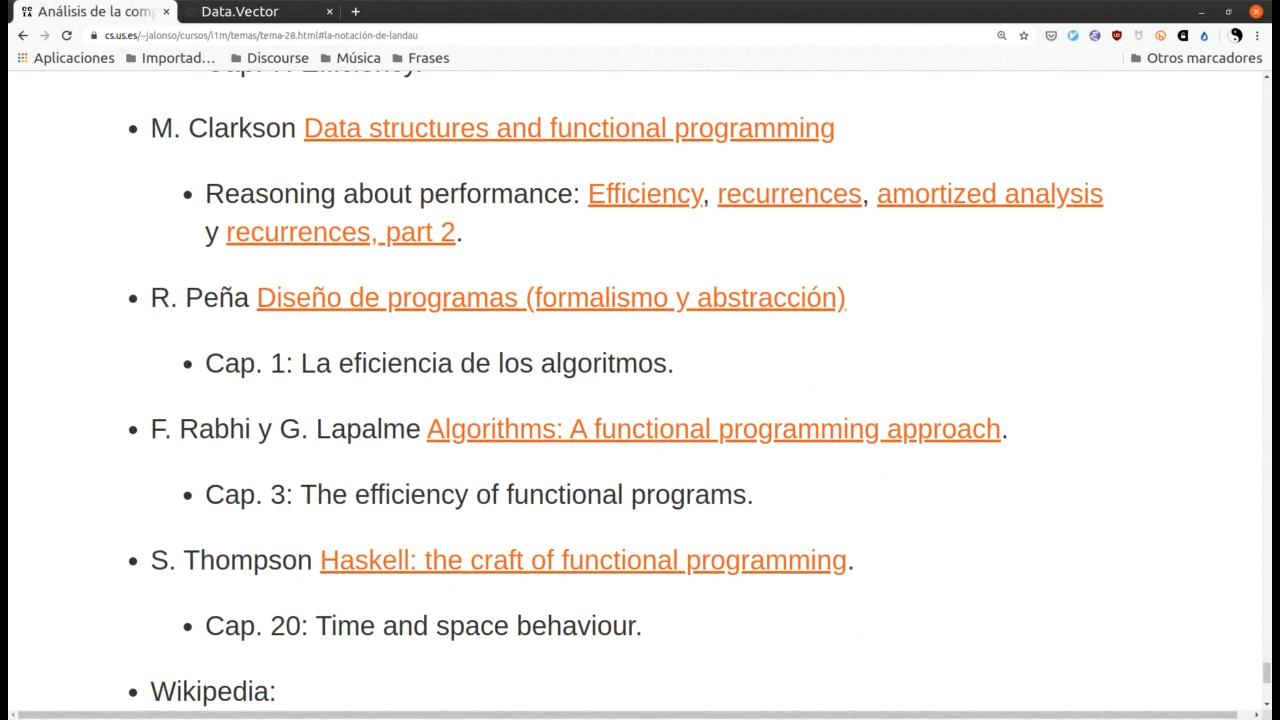 Análisis de la comp
Data.Vector
cs.us.es/~jalonso/cursos/i1m/temas/tema-28.html#la-notación-de-landau
Aplicaciones
Importad...
Discourse
Música
Frases
Otros marcadores
M. Clarkson Data structures and functional programming
Reasoning about performance: Efficiency, recurrences, amortized analysis
y recurrences, part 2.
R. Peña Diseño de programas (formalismo y abstracción)
Cap. 1: La eficiencia de los algoritmos.
F. Rabhi y G. Lapalme Algorithms: A functional programming approach.
Cap. 3: The efficiency of functional programs.
S. Thompson Haskell: the craft of functional programming.
Cap. 20: Time and space behaviour.
Wikipedia: